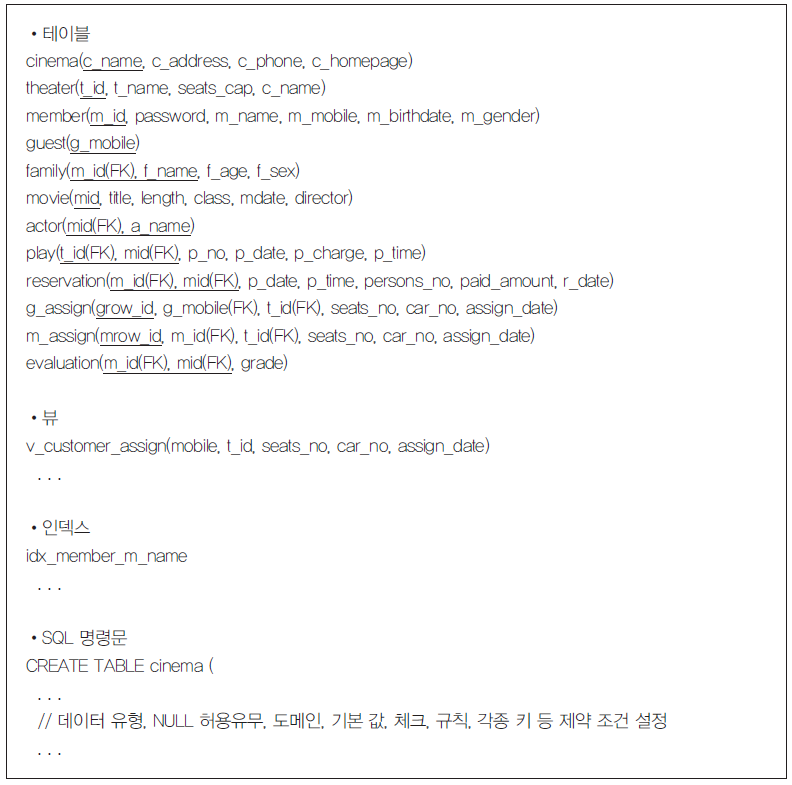 • 테이블
cinema(c_name, c_address, c_phone, c_homepage)
theater(t_id, t_name, seats_cap, c_name)
member(m_id, password, m_name, m_mobile, m_birthdate, m_gender)
guest(g_mobile)
family(m_id(FK), f_name, f_age, f_sex)
movie(mid, title, length, class, mdate, director)
actor(mid(FK), a_name)
play(t_id(FK), mid(FK), p_no, p_date, p_charge, p_time)
reservation(m_id(FK), mid(FK), p_date, p_time, persons_no, paid_amount, r_date)
g_assign(grow_id, g_mobile(FK), t_id(FK), seats_no, car_no, assign_date)
m_assign(mrow_id, m_id(FK), t_id(FK), seats_no, car_no, assign_date)
evaluation(m_id(FK), mid(FK), grade)
• 뷰
v_customer_assign(mobile, t_id, seats_no, car_no, assign_date)
. . .
• 인덱스
idx_member_m_name
. . .
• SQL 명령문
CREATE TABLE cinema (
. . .
// 데이터 유형, NULL 허용유무, 도메인, 기본 값, 체크, 규칙, 각종 키 등 제약 조건 설정
. . .